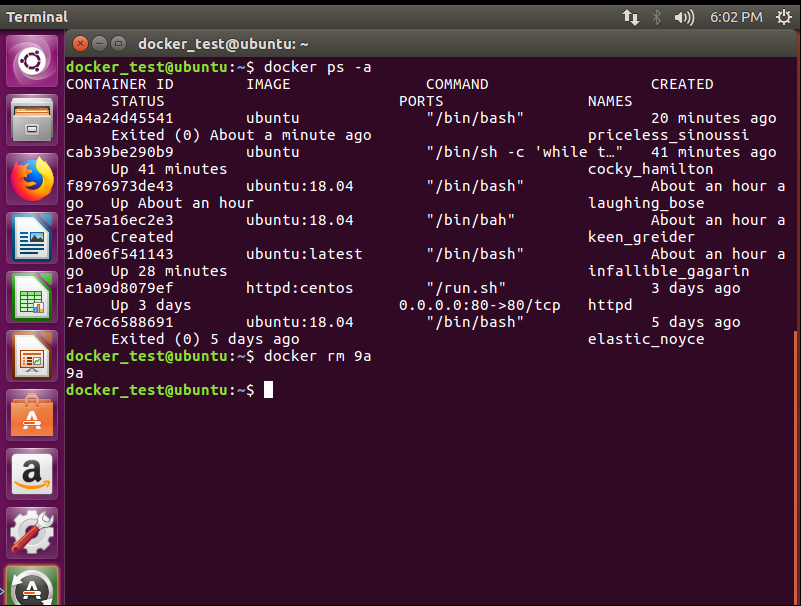 Terminal
6:02 PM
docker_test@ubuntu: ~
docker_test@ubuntu:~$ docker ps -a
CONTAINER ID        IMAGE               COMMAND                  CREATED
     STATUS                          PORTS                NAMES
9a4a24d45541        ubuntu              "/bin/bash"              20 minutes ago
     Exited (0) About a minute ago                        priceless_sinoussi
cab39be290b9        ubuntu              "/bin/sh -c 'while t…"   41 minutes ago
     Up 41 minutes                                        cocky_hamilton
f8976973de43        ubuntu:18.04        "/bin/bash"              About an hour a
go   Up About an hour                                     laughing_bose
ce75a16ec2e3        ubuntu:18.04        "/bin/bah"               About an hour a
go   Created                                              keen_greider
1d0e6f541143        ubuntu:latest       "/bin/bash"              About an hour a
go   Up 28 minutes                                        infallible_gagarin
c1a09d8079ef        httpd:centos        "/run.sh"                3 days ago
     Up 3 days                       0.0.0.0:80->80/tcp   httpd
7e76c6588691        ubuntu:18.04        "/bin/bash"              5 days ago
     Exited (0) 5 days ago                                elastic_noyce
docker_test@ubuntu:~$ docker rm 9a
9a
docker_test@ubuntu:~$